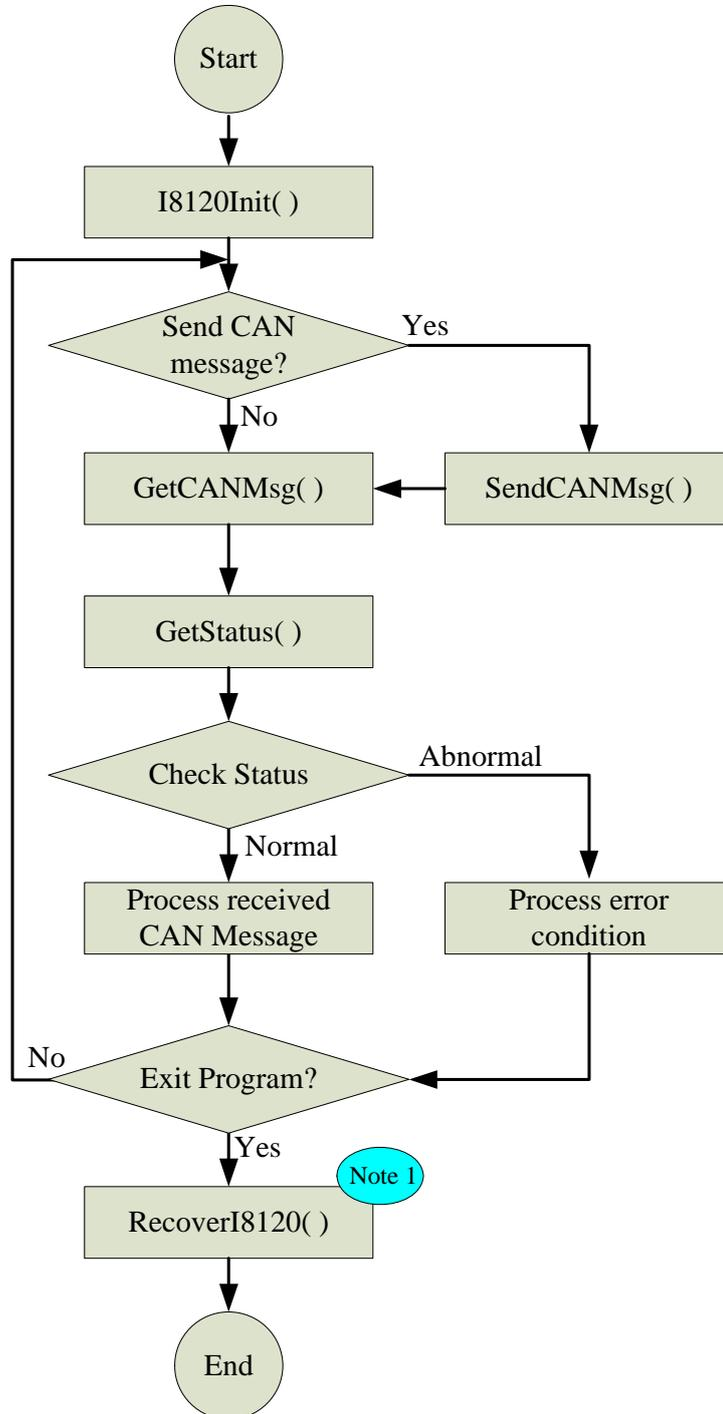 Start
I8120Init( )
Send CAN
message?
Yes
No
GetCANMsg( )
SendCANMsg( )
GetStatus( )
Check Status
Abnormal
Normal
Process received
CAN Message
Process error
condition
No
Exit Program?
Yes
Note 1
RecoverI8120( )
End